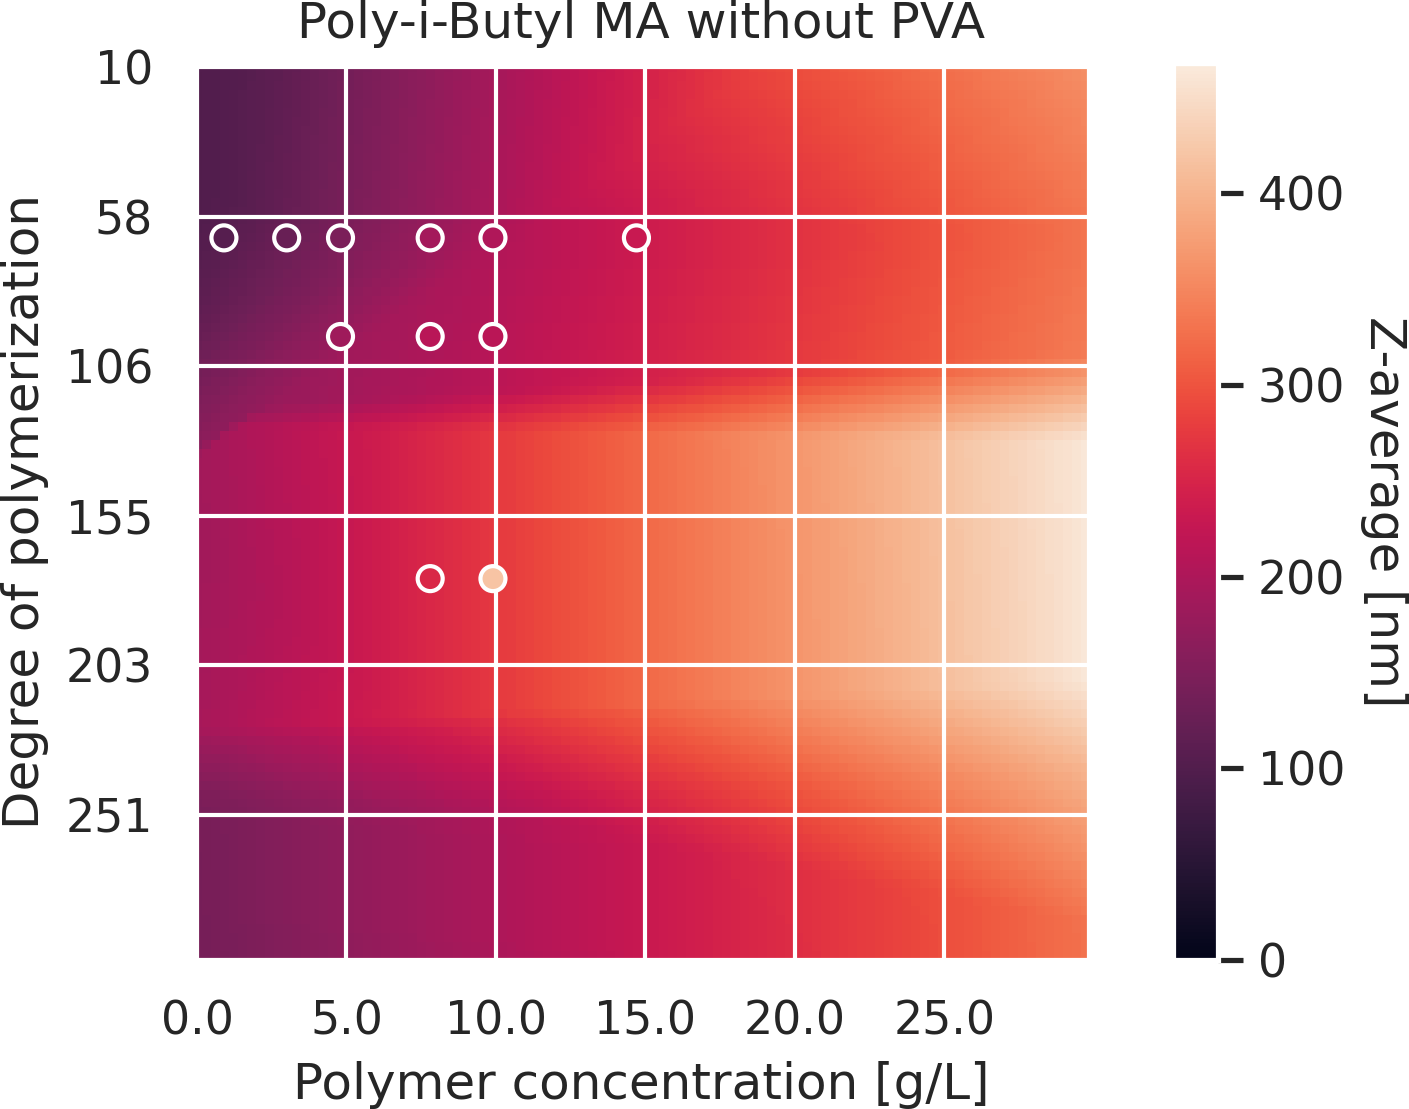 Poly-i-Butyl MA without PVA
10
58
106
155
203
251
Degree of polymerization
0.0 5.0 10.0 15.0 20.0 25.0
Polymer concentration [g/L]
400
300
200
100
0
Z-average [nm]